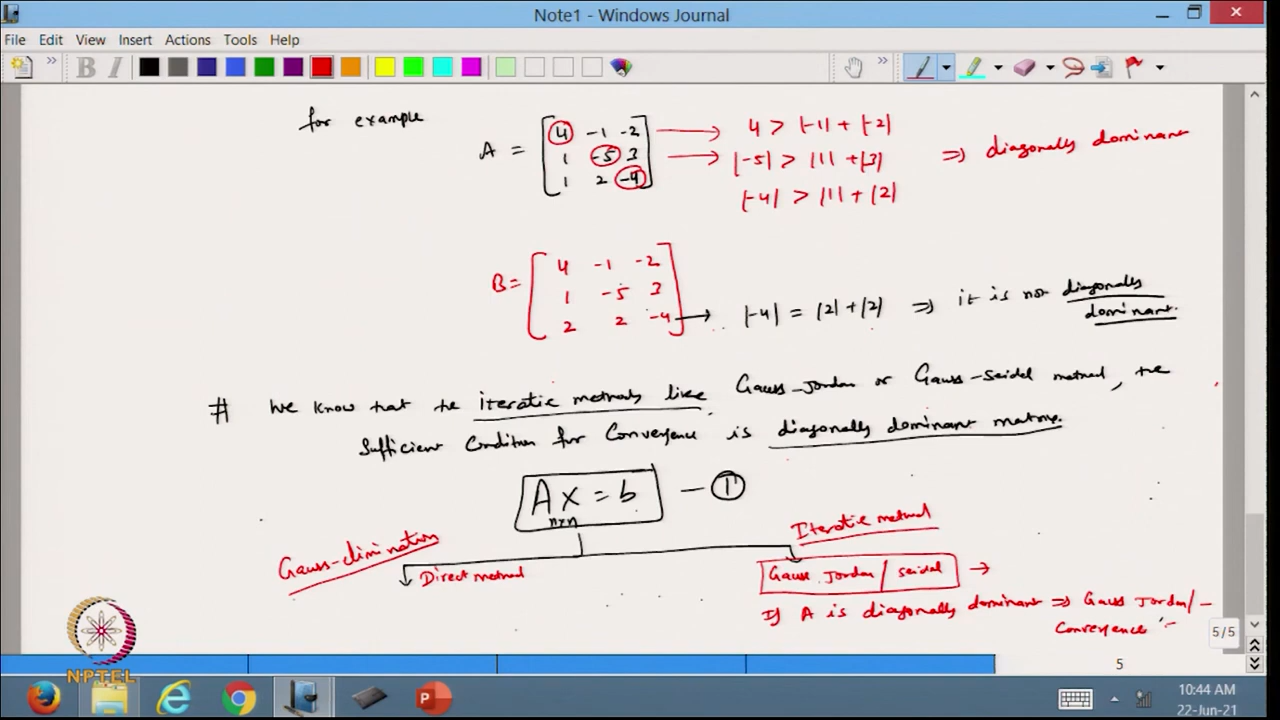 Note1 - Windows Journal
File Edit View Insert Actions Tools Help
for example
A = [4 -1 -2
1 -5 3
1 2 -4]
4 > |-1| + |-2|
|-5| > |1| + |3|
|-4| > |1| + |2|
⇒ diagonally dominant
B = [4 -1 -2
1 -5 3
2 2 -4]
|-4| = |2| + |2| ⇒ it is not diagonally
dominant.
# We know that the iterative methods like Gauss-Jordan or Gauss-Seidel method, the
Sufficient Condition for Convergence is diagonally dominant matrix.
Ax = b — ①
n×n
Gauss-elimination
Direct method
Iterative method
Gauss Jordan / Seidel →
If A is diagonally dominant ⇒ Gauss Jordan/-
Convergence
NPTEL
5/5
5
10:44 AM
22-Jun-21